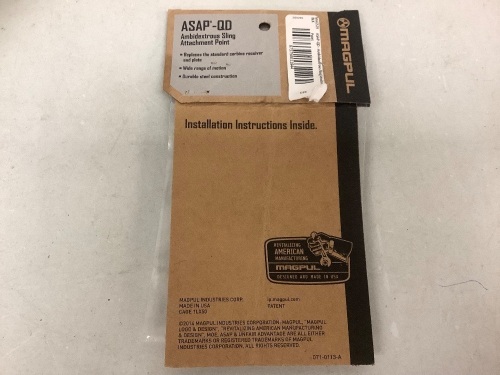 ASAP®-QD
Ambidextrous Sling
Attachment Point
• Replaces the standard carbine receiver
end plate
• Wide range of motion
• Durable steel construction
MAGPUL
Installation Instructions Inside.
REVITALIZING
AMERICAN
MANUFACTURING
MAGPUL
DESIGNED AND MADE IN USA
MAGPUL INDUSTRIES CORP.
MADE IN USA
CAGE 1LX50
ip.magpul.com
PATENT
©2014 MAGPUL INDUSTRIES CORPORATION. MAGPUL, "MAGPUL
LOGO & DESIGN", "REVITALIZING AMERICAN MANUFACTURING
& DESIGN", MOE, ASAP & UNFAIR ADVANTAGE ARE ALL EITHER
TRADEMARKS OR REGISTERED TRADEMARKS OF MAGPUL
INDUSTRIES CORPORATION. ALL RIGHTS RESERVED.